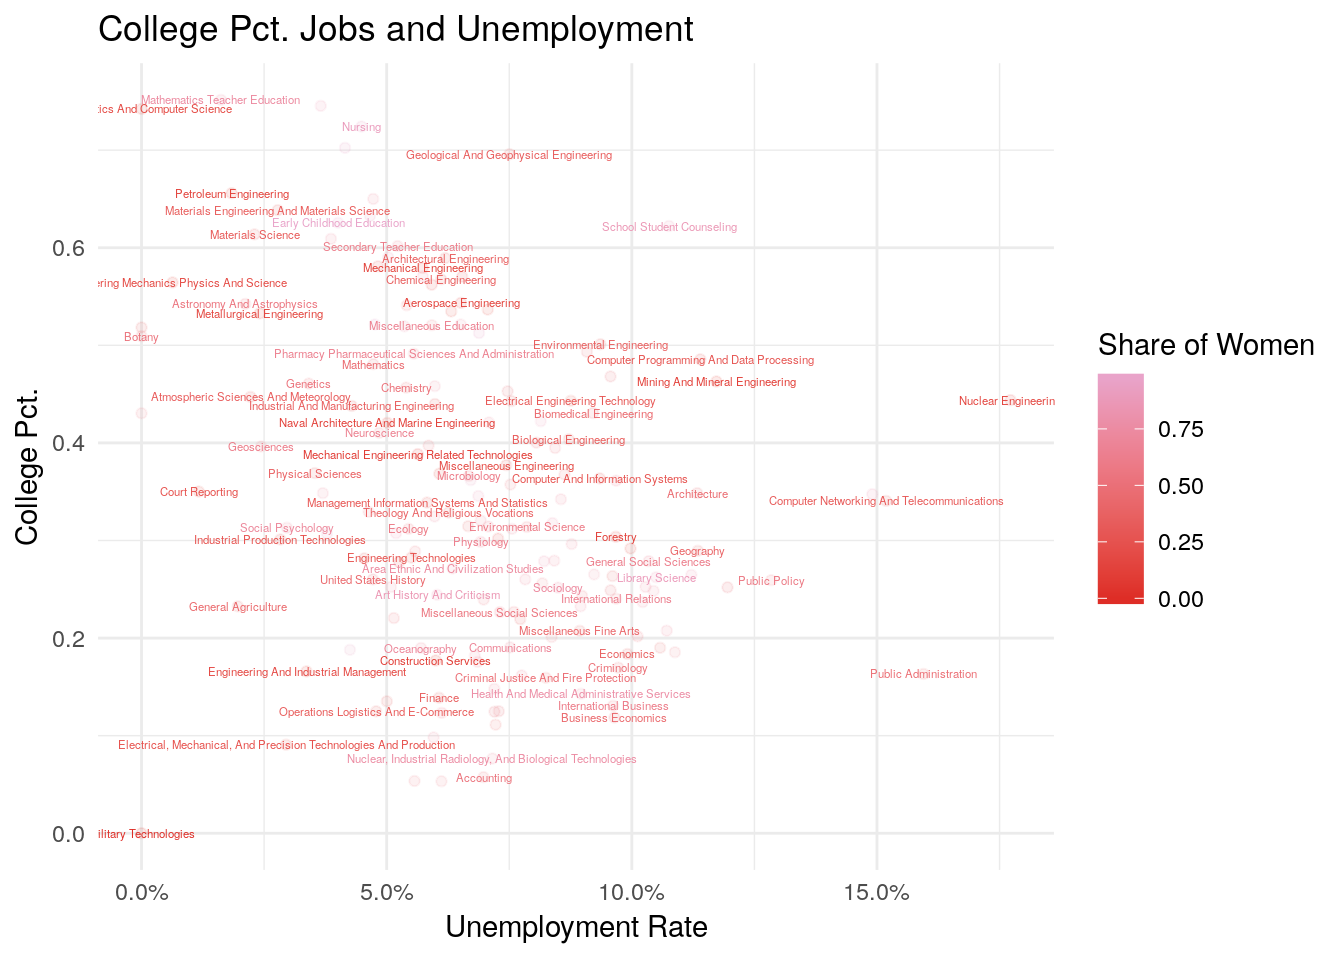 College Pct. Jobs and Unemployment
Mathematics Teacher Education
tics And Computer Science
Nursing
Geological And Geophysical Engineering
Petroleum Engineering
Materials Engineering And Materials Science
Early Childhood Education
School Student Counseling
Materials Science
Secondary Teacher Education
0.6
Architectural Engineering
Mechanical Engineering
Chemical Engineering
ering Mechanics Physics And Science
Astronomy And Astrophysics
Aerospace Engineering
Metallurgical Engineering
Miscellaneous Education
Botany
Environmental Engineering
Pharmacy Pharmaceutical Sciences And Administration
Computer Programming And Data Processing
Mathematics
Genetics
Chemistry
Mining And Mineral Engineering
Atmospheric Sciences And Meteorology
Industrial And Manufacturing Engineering
Electrical Engineering Technology
Nuclear Engineerin
Biomedical Engineering
Naval Architecture And Marine Engineering
Neuroscience
0.4
Biological Engineering
Geosciences
Mechanical Engineering Related Technologies
Miscellaneous Engineering
Physical Sciences
Microbiology
Computer And Information Systems
Court Reporting
Architecture
Management Information Systems And Statistics
Computer Networking And Telecommunications
Theology And Religious Vocations
Social Psychology
Ecology
Environmental Science
Industrial Production Technologies
Physiology
Forestry
Geography
Engineering Technologies
General Social Sciences
Area Ethnic And Civilization Studies
United States History
Library Science
Public Policy
Sociology
Art History And Criticism
International Relations
General Agriculture
Miscellaneous Social Sciences
Miscellaneous Fine Arts
0.2
Oceanography
Communications
Economics
Construction Services
Criminology
Engineering And Industrial Management
Criminal Justice And Fire Protection
Public Administration
Health And Medical Administrative Services
Finance
International Business
Operations Logistics And E-Commerce
Business Economics
Electrical, Mechanical, And Precision Technologies And Production
Nuclear, Industrial Radiology, And Biological Technologies
Accounting
0.0
ilitary Technologies
0.0%
5.0%
10.0%
15.0%
Unemployment Rate
College Pct.
Share of Women
0.75
0.50
0.25
0.00